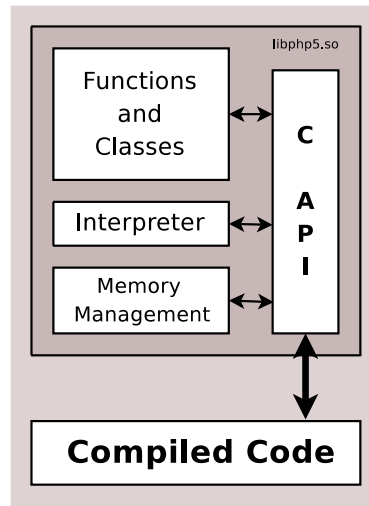 libphp5.so
Functions
and
Classes
C
A
P
I
Interpreter
Memory
Management
Compiled Code